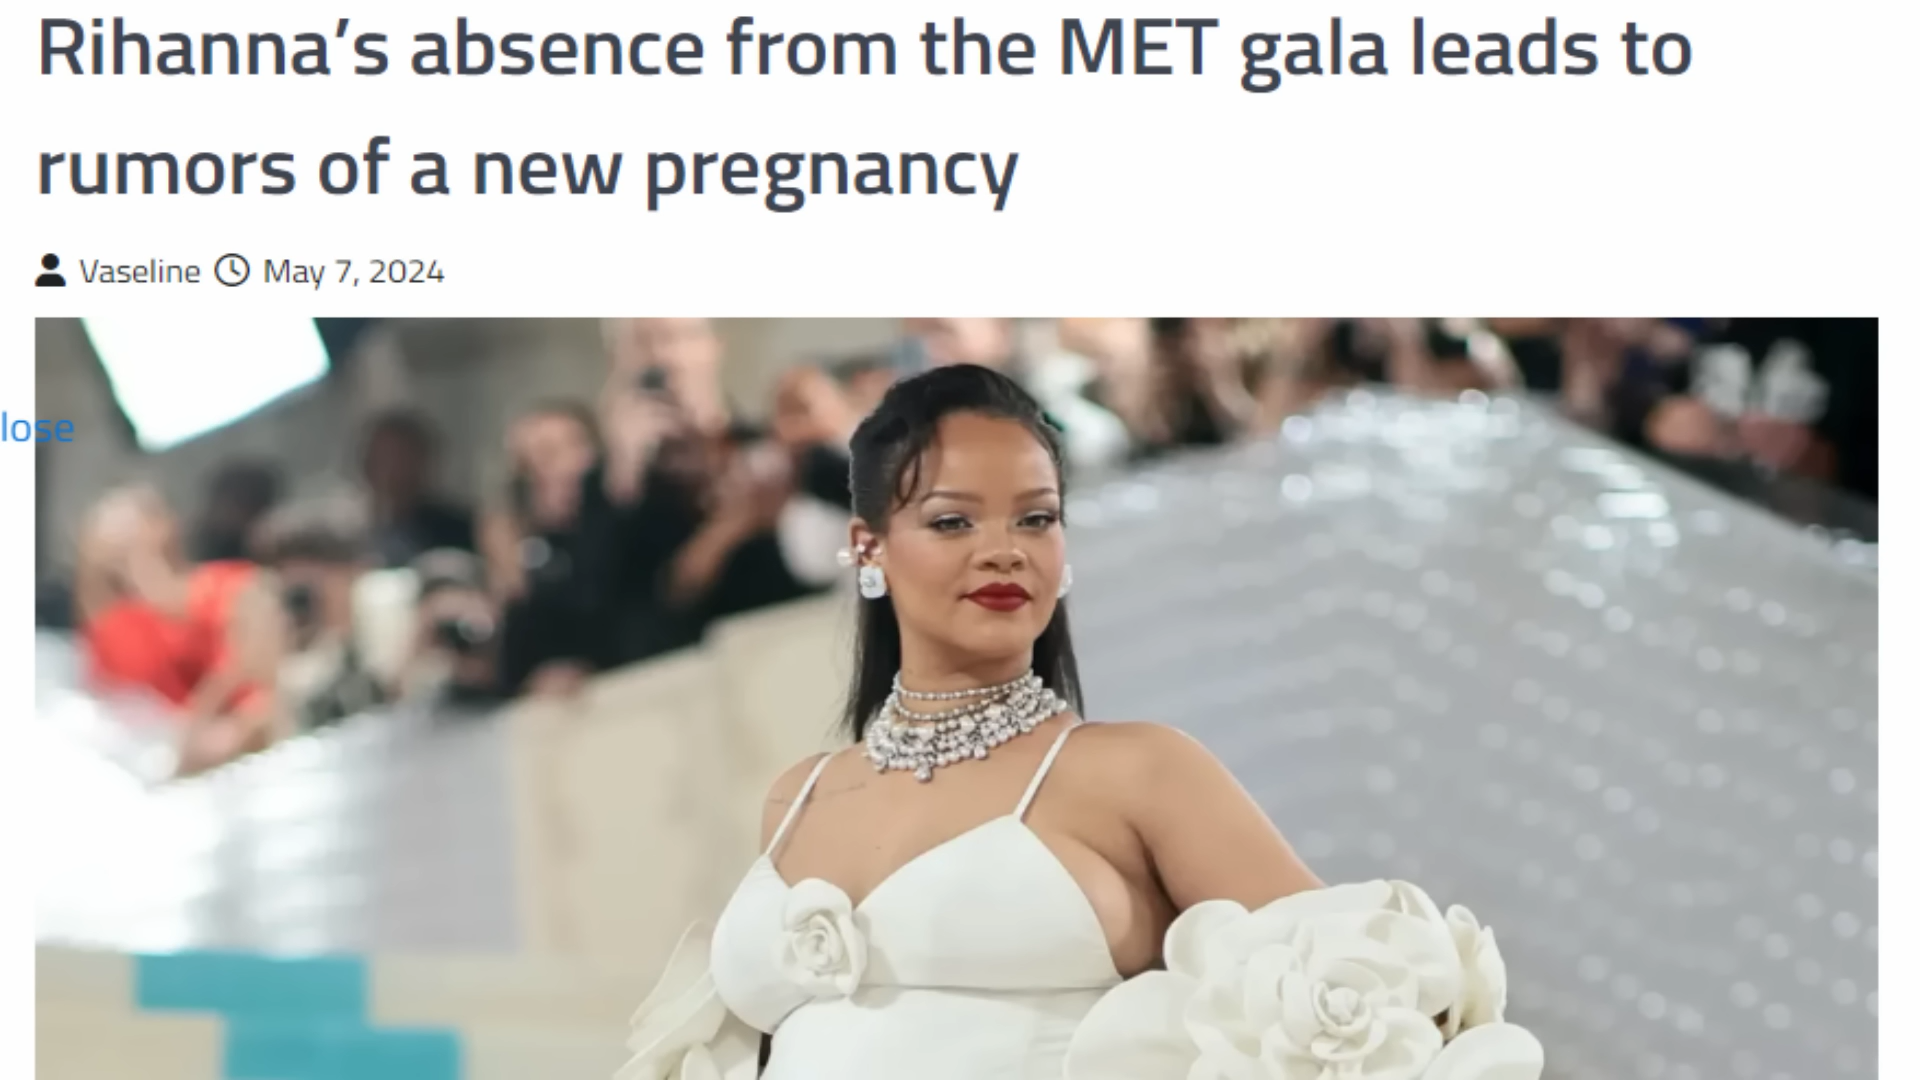 Rihanna’s absence from the MET gala leads to
rumors of a new pregnancy
Vaseline May 7, 2024
lose